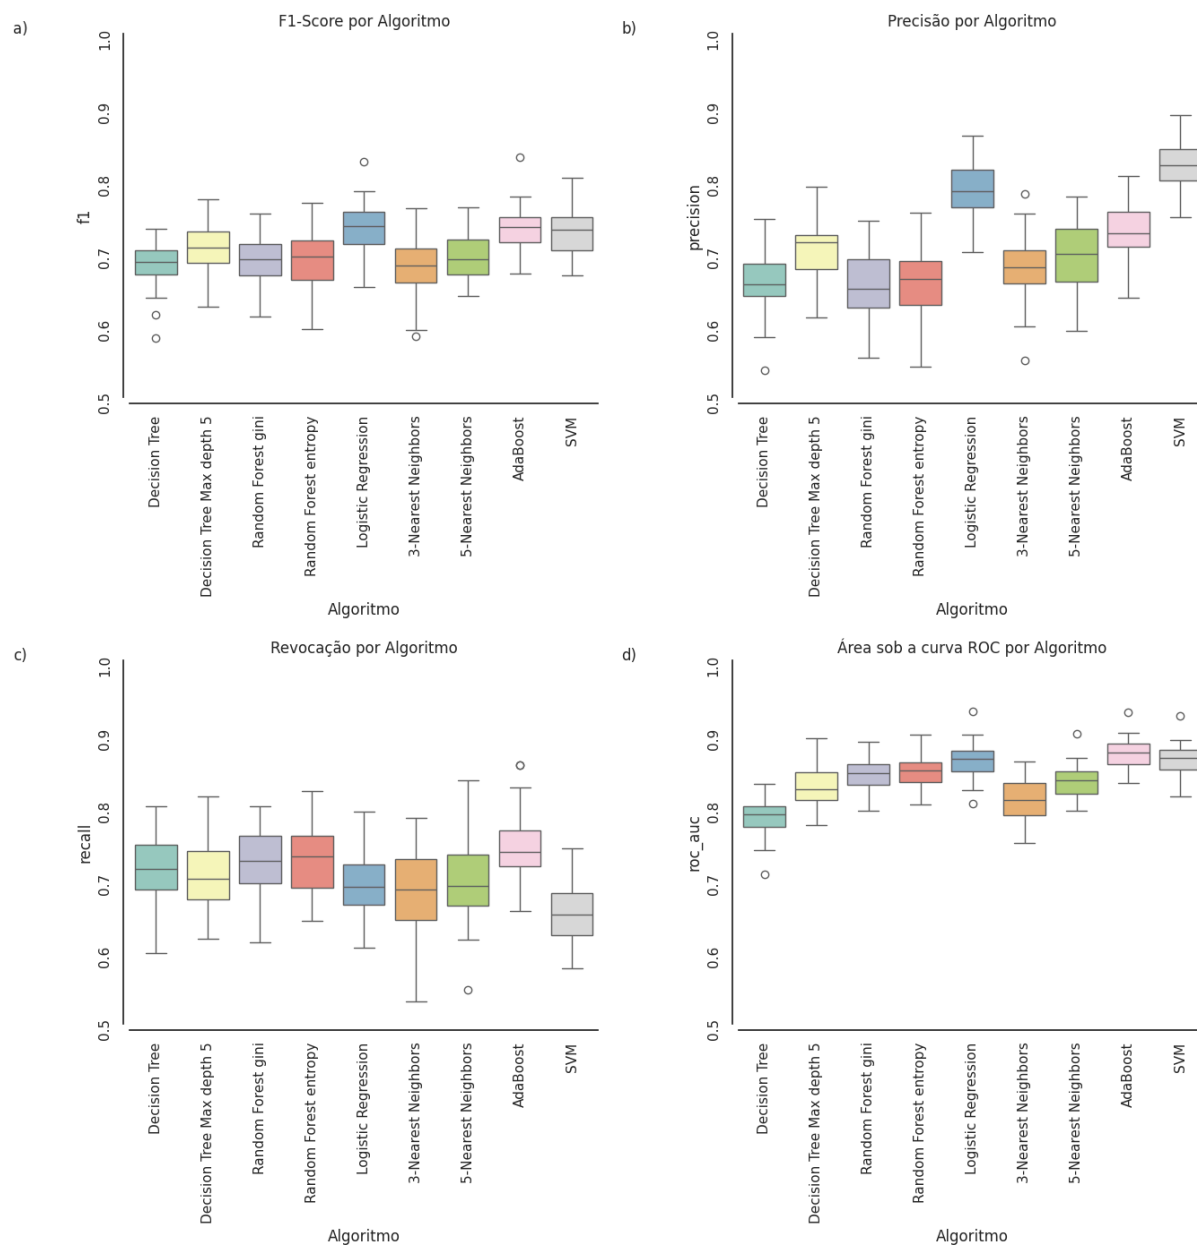 a)
F1-Score por Algoritmo
1.0
0.9
0.8
0.7
0.6
0.5
f1
Decision Tree
Decision Tree Max depth 5
Random Forest gini
Random Forest entropy
Logistic Regression
3-Nearest Neighbors
5-Nearest Neighbors
AdaBoost
SVM
Algoritmo
b)
Precisão por Algoritmo
1.0
0.9
0.8
0.7
0.6
0.5
precision
Decision Tree
Decision Tree Max depth 5
Random Forest gini
Random Forest entropy
Logistic Regression
3-Nearest Neighbors
5-Nearest Neighbors
AdaBoost
SVM
Algoritmo
c)
Revocação por Algoritmo
1.0
0.9
0.8
0.7
0.6
0.5
recall
Decision Tree
Decision Tree Max depth 5
Random Forest gini
Random Forest entropy
Logistic Regression
3-Nearest Neighbors
5-Nearest Neighbors
AdaBoost
SVM
Algoritmo
d)
Área sob a curva ROC por Algoritmo
1.0
0.9
0.8
0.7
0.6
0.5
roc_auc
Decision Tree
Decision Tree Max depth 5
Random Forest gini
Random Forest entropy
Logistic Regression
3-Nearest Neighbors
5-Nearest Neighbors
AdaBoost
SVM
Algoritmo